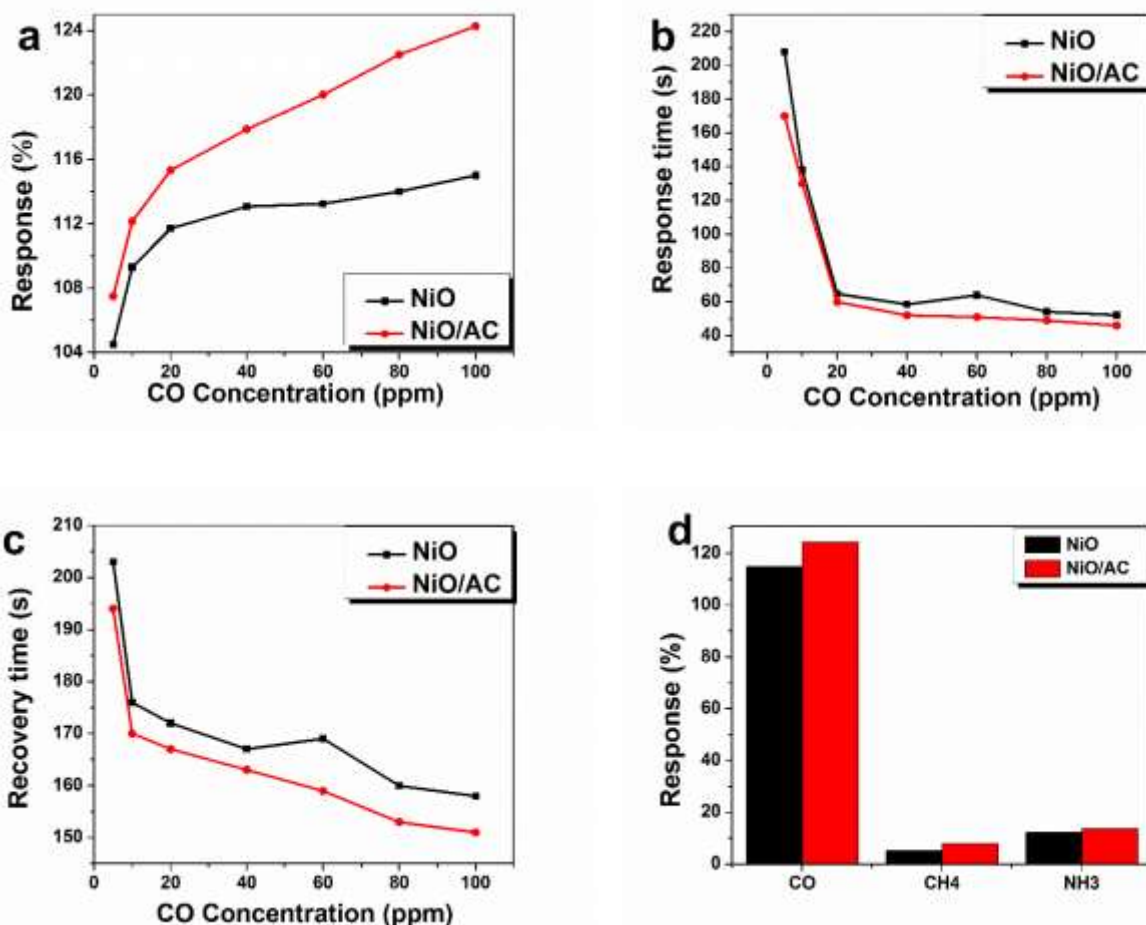 a
Response (%)
124
120
116
112
108
104
0 20 40 60 80 100
CO Concentration (ppm)
NiO
NiO/AC
b
Response time (s)
220
200
180
160
140
120
100
80
60
40
0 20 40 60 80 100
CO Concentration (ppm)
NiO
NiO/AC
c
Recovery time (s)
210
200
190
180
170
160
150
0 20 40 60 80 100
CO Concentration (ppm)
NiO
NiO/AC
d
Response (%)
120
100
80
60
40
20
0
CO CH4 NH3
NiO
NiO/AC